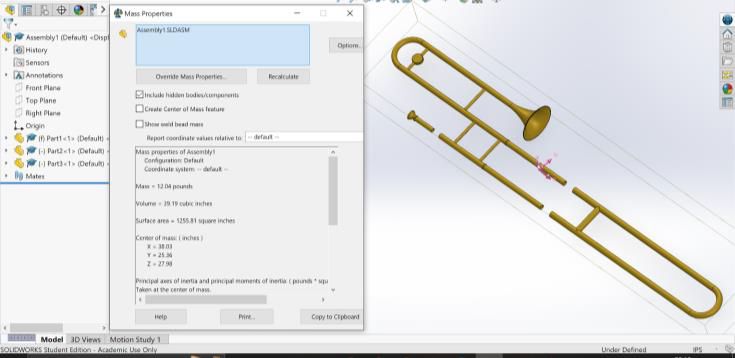 Mass Properties
Assembly1.SLDASM
Options...
Override Mass Properties...
Recalculate
Include hidden bodies/components
Create Center of Mass feature
Show weld bead mass
Report coordinate values relative to:
-- default --
Mass properties of Assembly1
Configuration: Default
Coordinate system: -- default --
Mass = 12.04 pounds
Volume = 39.19 cubic inches
Surface area = 1255.81 square inches
Center of mass: ( inches )
X = 38.03
Y = 25.36
Z = 27.98
Principal axes of inertia and principal moments of inertia: ( pounds * squ
Taken at the center of mass.
Help
Print...
Copy to Clipboard
Assembly1 (Default) <Displ
History
Sensors
Annotations
Front Plane
Top Plane
Right Plane
Origin
(f) Part1<1> (Default) <
(-) Part2<1> (Default) <
(-) Part3<1> (Default) <
Mates
Model
3D Views
Motion Study 1
SOLIDWORKS Student Edition - Academic Use Only
Under Defined
IPS